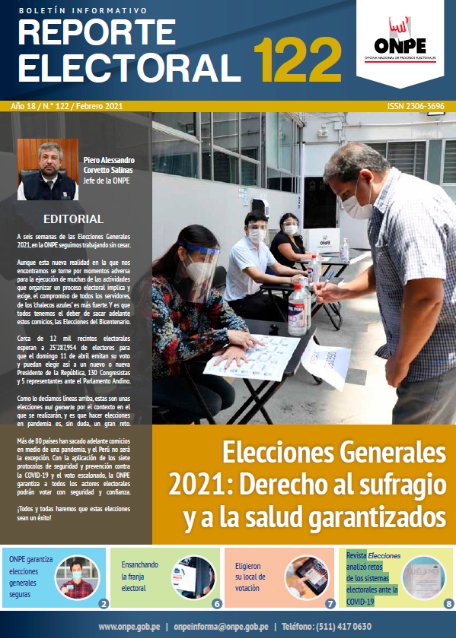 BOLETÍN INFORMATIVO
REPORTE
ELECTORAL 122
ONPE
OFICINA NACIONAL DE PROCESOS ELECTORALES
Año 18 / N.° 122 / Febrero 2021
ISSN 2306-3696
Piero Alessandro
Corvetto Salinas
Jefe de la ONPE
EDITORIAL
A seis semanas de las Elecciones Generales
2021, en la ONPE seguimos trabajando sin cesar.
Aunque esta nueva realidad en la que nos
encontramos se torne por momentos adversa
para la ejecución de muchas de las actividades
que organizar un proceso electoral implica y
exige, el compromiso de todos los servidores,
de los 'chalecos azules' es más fuerte. Y es que
todos tenemos el deber de sacar adelante
estos comicios, las Elecciones del Bicentenario.
Cerca de 12 mil recintos electorales
esperan a 25'287,954 de electores para
que el domingo 11 de abril emitan su voto
y puedan elegir así a un nuevo o nueva
Presidente de la República, 130 Congresistas
y 5 representantes ante el Parlamento Andino.
Como lo decíamos líneas arriba, estas son unas
elecciones sui generis por el contexto en el
que se realizarán, y es que hacer elecciones
en pandemia es, sin duda, un gran reto.
Más de 80 países han sacado adelante comicios
en medio de una pandemia, y el Perú no será
la excepción. Con la aplicación de los siete
protocolos de seguridad y prevención contra
la COVID-19 y el voto escalonado, la ONPE
garantiza a todos los actores electorales
podrán votar con seguridad y confianza.
¡Todos y todas haremos que estas elecciones
sean un éxito!
Elecciones Generales
2021: Derecho al sufragio
y a la salud garantizados
ONPE garantiza
elecciones
generales
seguras
2
Ensanchando
la franja
electoral
6
Eligieron
su local de
votación
7
Revista Elecciones
analizó retos
de los sistemas
electorales ante la
COVID-19
8
www.onpe.gob.pe | onpeinforma@onpe.gob.pe | Teléfono: (511) 417 0630